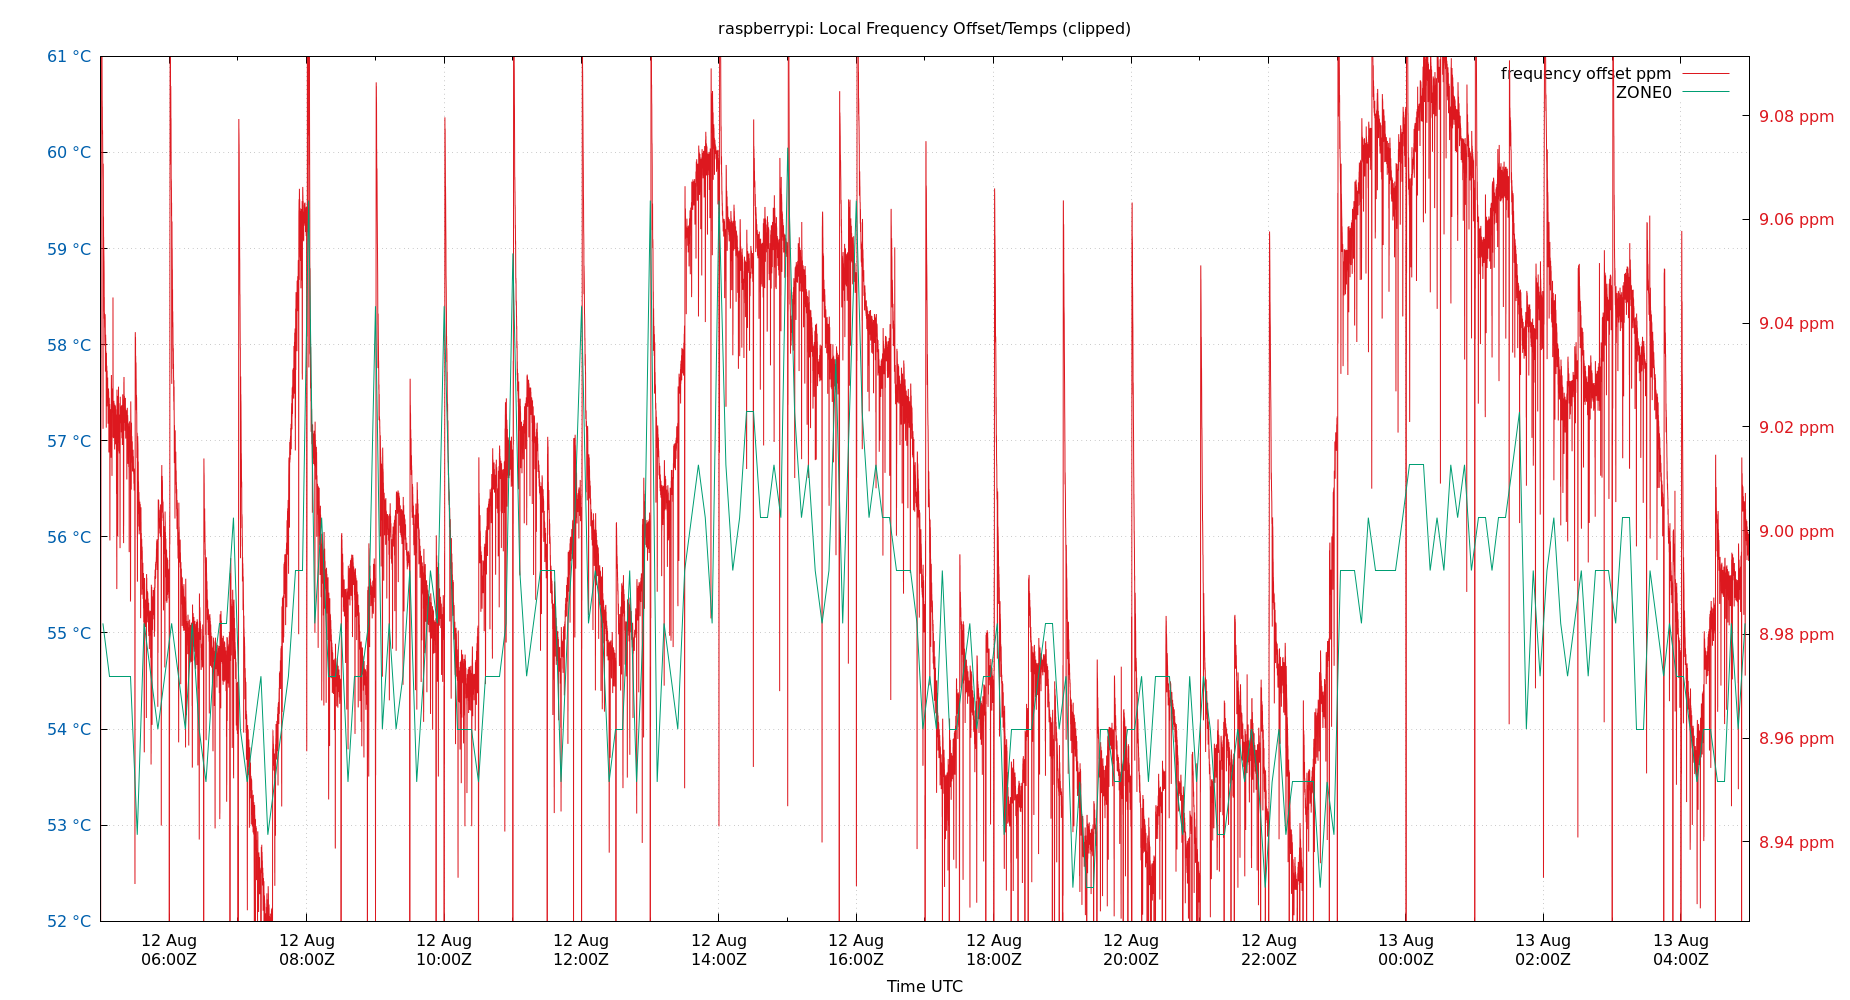 raspberrypi: Local Frequency Offset/Temps (clipped)
61 °C
60 °C
59 °C
58 °C
57 °C
56 °C
55 °C
54 °C
53 °C
52 °C
frequency offset ppm
ZONE0
9.08 ppm
9.06 ppm
9.04 ppm
9.02 ppm
9.00 ppm
8.98 ppm
8.96 ppm
8.94 ppm
12 Aug
06:00Z
12 Aug
08:00Z
12 Aug
10:00Z
12 Aug
12:00Z
12 Aug
14:00Z
12 Aug
16:00Z
12 Aug
18:00Z
12 Aug
20:00Z
12 Aug
22:00Z
13 Aug
00:00Z
13 Aug
02:00Z
13 Aug
04:00Z
Time UTC